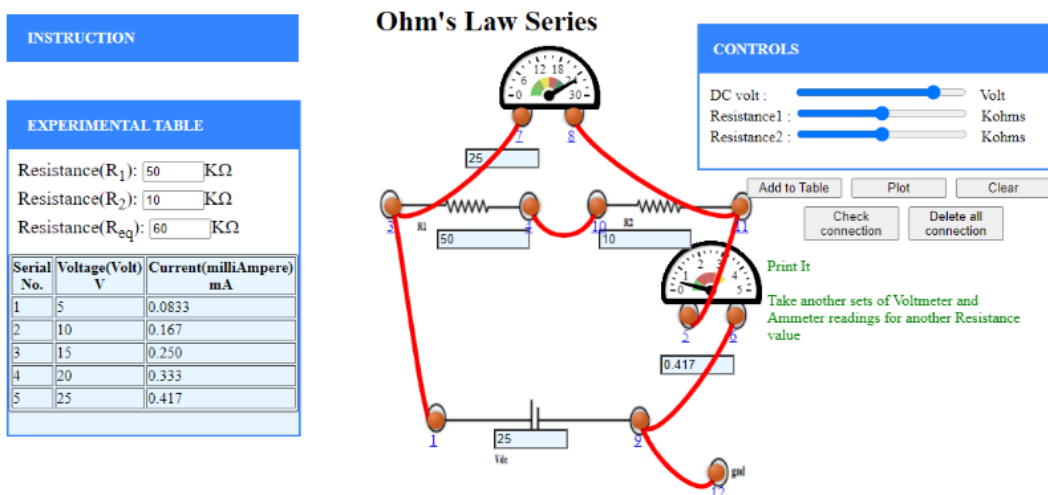 Ohm's Law Series
INSTRUCTION
EXPERIMENTAL TABLE
Resistance(R1): 50 KΩ
Resistance(R2): 10 KΩ
Resistance(Req): 60 KΩ
Serial No. Voltage(Volt) V Current(milliAmpere) mA
1 5 0.0833
2 10 0.167
3 15 0.250
4 20 0.333
5 25 0.417
0 6 12 18 24 30
7 8
25
3 4 10 11
R1 R2
50 10
0 1 2 3 4 5
5 6
0.417
1 9
25
Vdc
gnd
12
CONTROLS
DC volt : Volt
Resistance1 : Kohms
Resistance2 : Kohms
Add to Table Plot Clear
Check connection Delete all connection
Print It
Take another sets of Voltmeter and
Ammeter readings for another Resistance
value